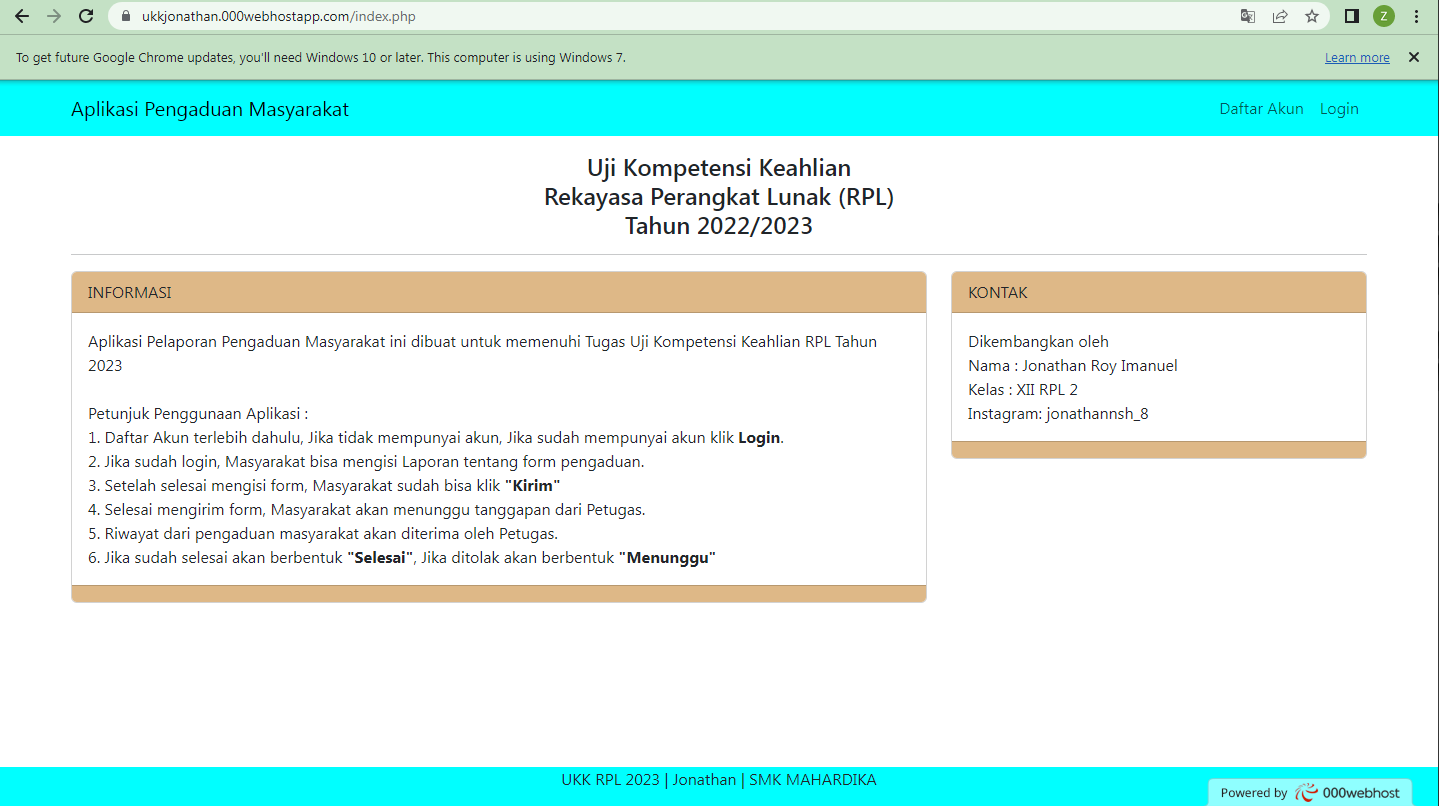 ukkjonathan.000webhostapp.com/index.php
Z
To get future Google Chrome updates, you'll need Windows 10 or later. This computer is using Windows 7.
Learn more
Aplikasi Pengaduan Masyarakat
Daftar Akun
Login
Uji Kompetensi Keahlian
Rekayasa Perangkat Lunak (RPL)
Tahun 2022/2023
INFORMASI
Aplikasi Pelaporan Pengaduan Masyarakat ini dibuat untuk memenuhi Tugas Uji Kompetensi Keahlian RPL Tahun
2023
Petunjuk Penggunaan Aplikasi :
1. Daftar Akun terlebih dahulu, Jika tidak mempunyai akun, Jika sudah mempunyai akun klik Login.
2. Jika sudah login, Masyarakat bisa mengisi Laporan tentang form pengaduan.
3. Setelah selesai mengisi form, Masyarakat sudah bisa klik "Kirim"
4. Selesai mengirim form, Masyarakat akan menunggu tanggapan dari Petugas.
5. Riwayat dari pengaduan masyarakat akan diterima oleh Petugas.
6. Jika sudah selesai akan berbentuk "Selesai", Jika ditolak akan berbentuk "Menunggu"
KONTAK
Dikembangkan oleh
Nama : Jonathan Roy Imanuel
Kelas : XII RPL 2
Instagram: jonathannsh_8
UKK RPL 2023 | Jonathan | SMK MAHARDIKA
Powered by 000webhost